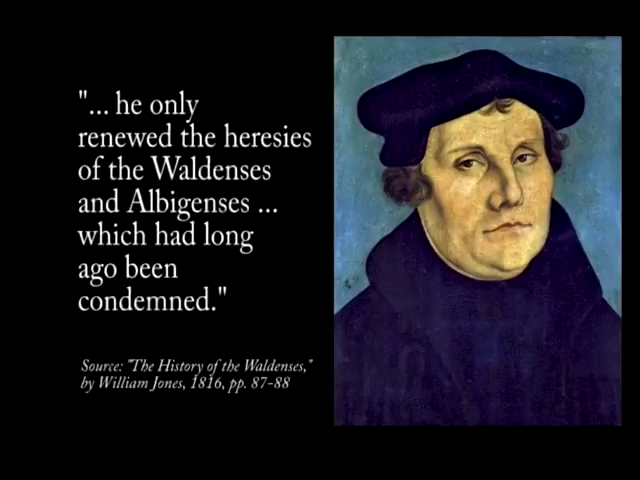 "... he only
renewed the heresies
of the Waldenses
and Albigenses ...
which had long
ago been
condemned."
Source: "The History of the Waldenses,"
by William Jones, 1816, pp. 87-88